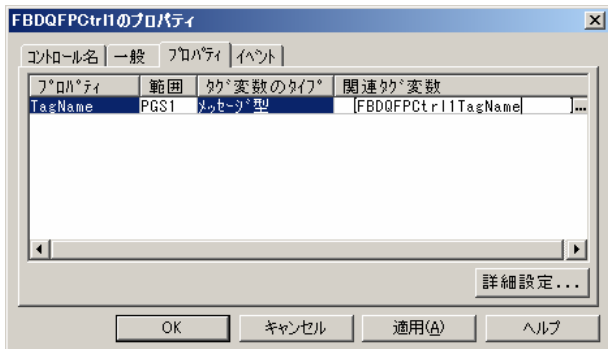 FBDQFPCtrl1のプロパティ
コントロール名 一般 プロパティ イベント
プロパティ 範囲 タグ変数のタイプ 関連タグ変数
TagName PGS1 メッセージ型 [FBDQFPCtrl1TagName ]...
詳細設定...
OK キャンセル 適用(A) ヘルプ